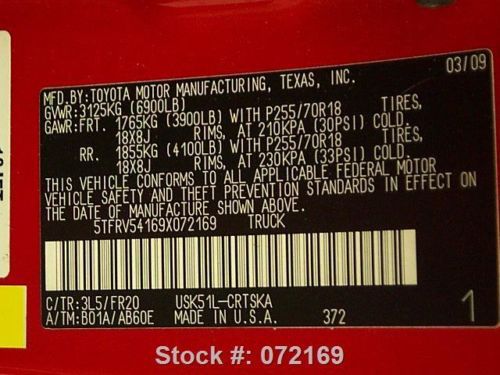 03/09
MFD.BY:TOYOTA MOTOR MANUFACTURING, TEXAS, INC.
GVWR:3125KG (6900LB)
GAWR:FRT. 1765KG (3900LB) WITH P255/70R18 TIRES,
18X8J RIMS, AT 210KPA (30PSI) COLD.
RR. 1855KG (4100LB) WITH P255/70R18 TIRES,
18X8J RIMS, AT 230KPA (33PSI) COLD.
THIS VEHICLE CONFORMS TO ALL APPLICABLE FEDERAL MOTOR
VEHICLE SAFETY AND THEFT PREVENTION STANDARDS IN EFFECT ON
THE DATE OF MANUFACTURE SHOWN ABOVE.
5TFRV54169X072169 TRUCK
C/TR:3L5/FR20 USK51L-CRTSKA
A/TM:B01A/AB60E MADE IN U.S.A. 372 1
Stock #: 072169